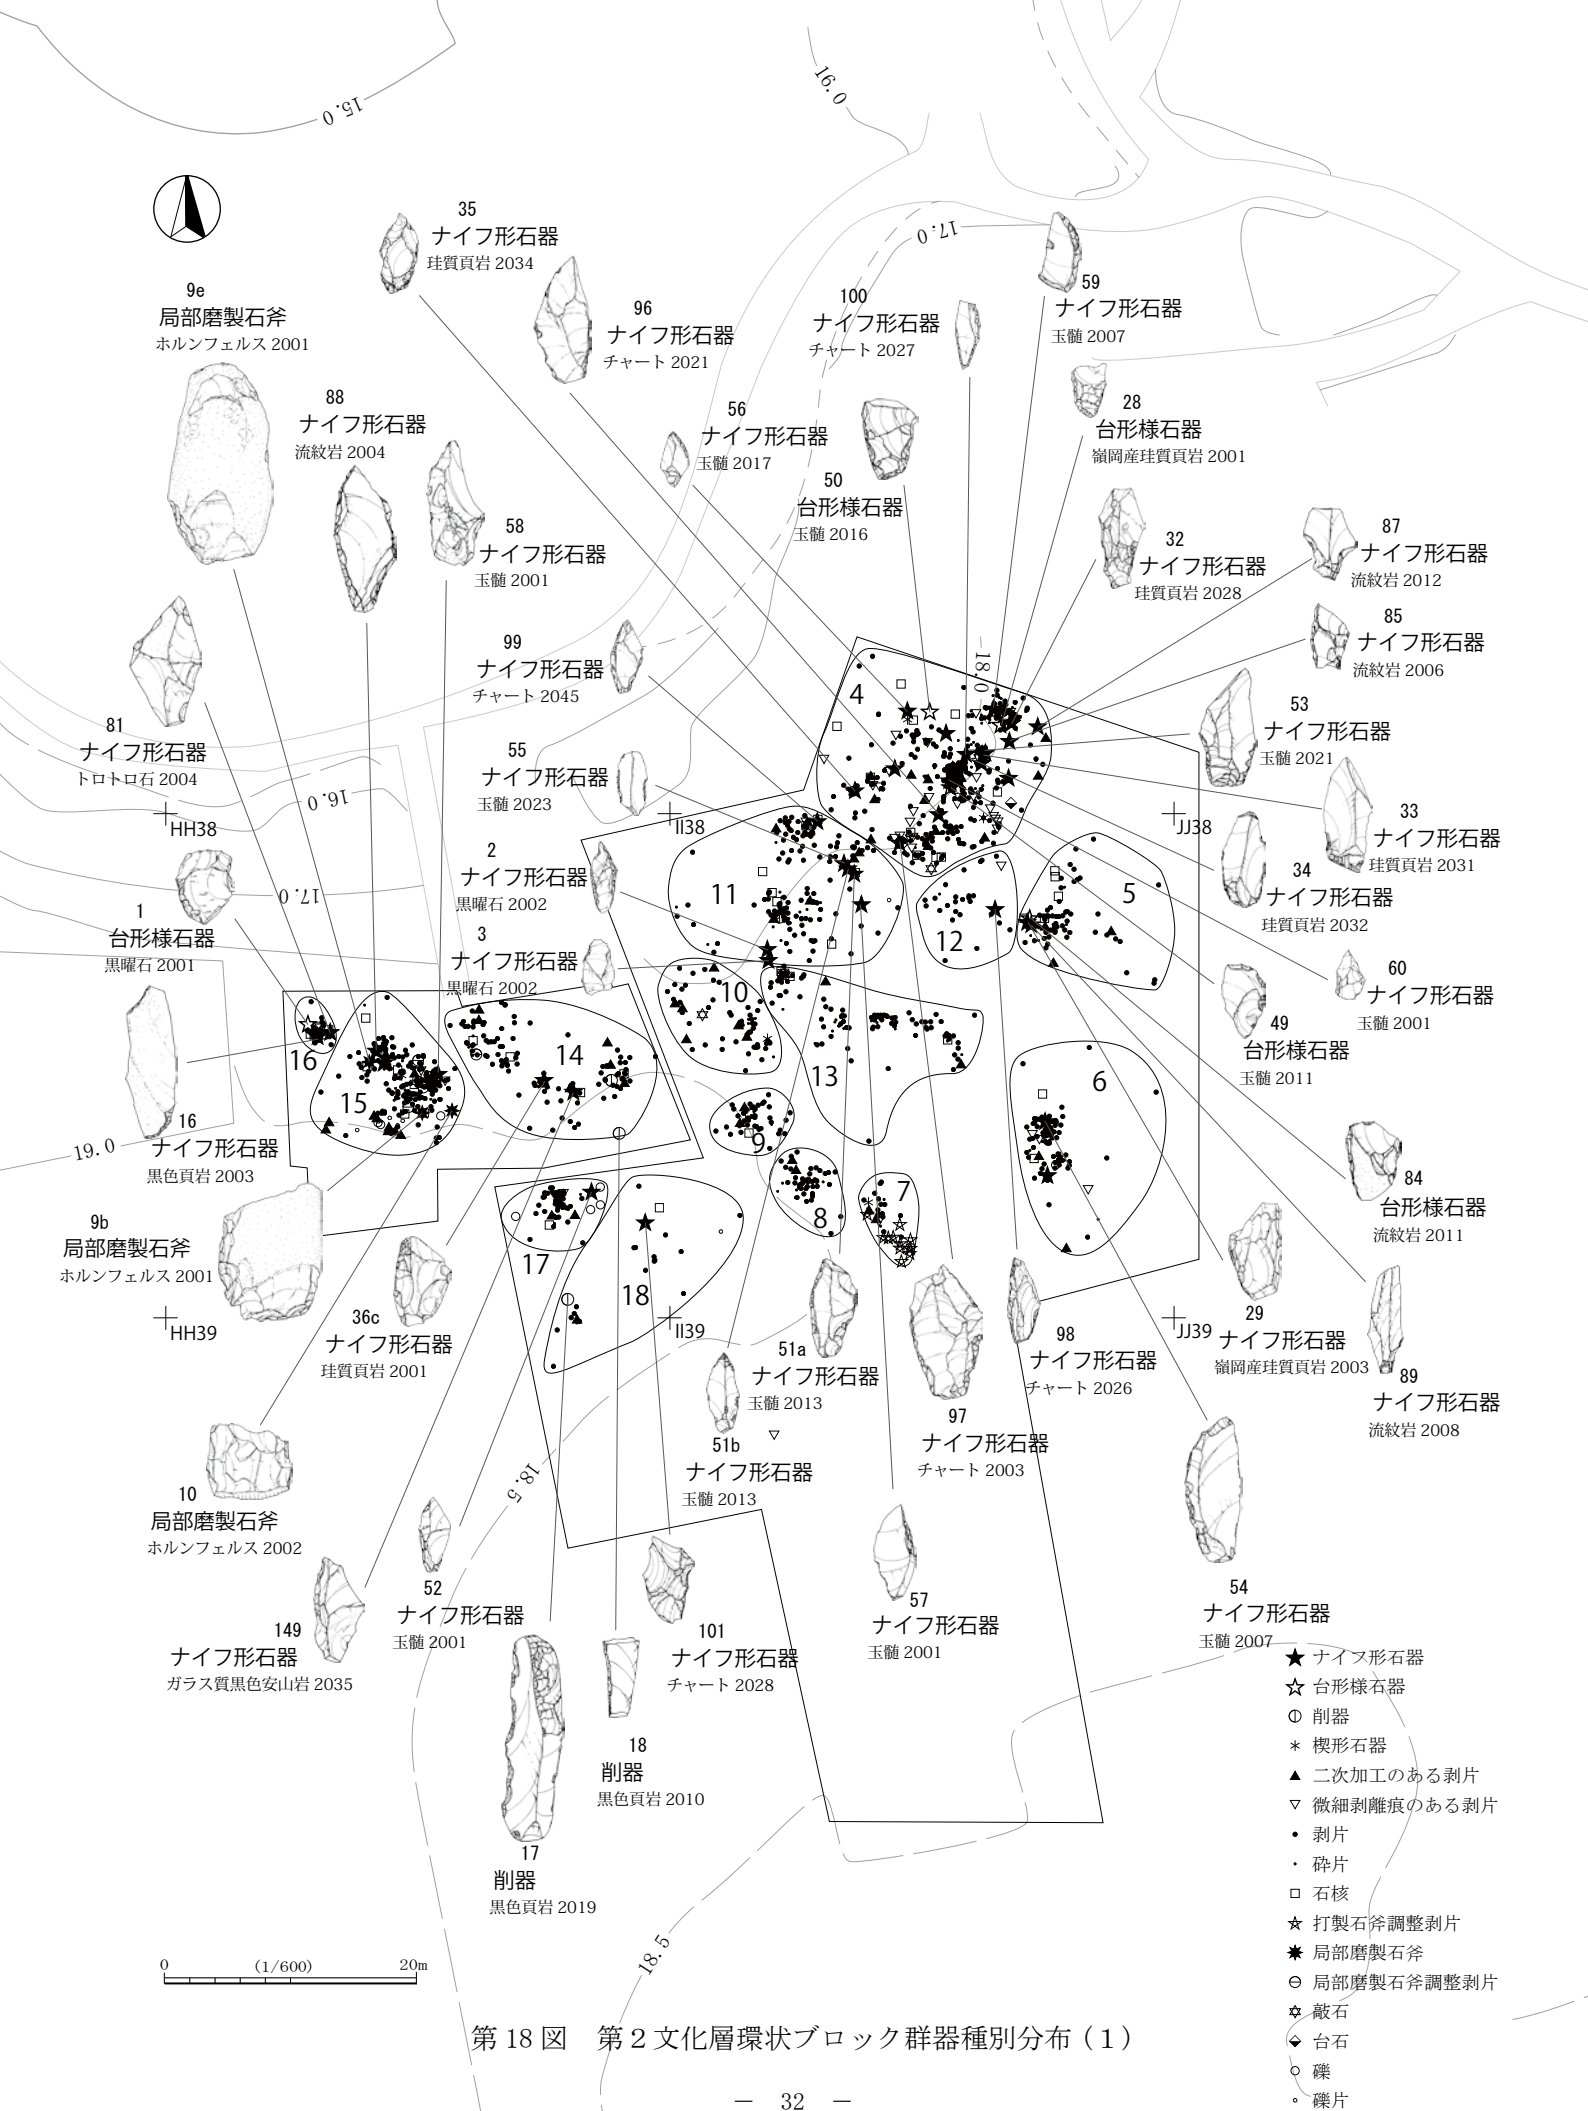 15.0
16.0
17.0
35
ナイフ形石器
珪質頁岩 2034
9e
局部磨製石斧
ホルンフェルス 2001
96
ナイフ形石器
チャート 2021
100
ナイフ形石器
チャート 2027
59
ナイフ形石器
玉髄 2007
88
ナイフ形石器
流紋岩 2004
56
ナイフ形石器
玉髄 2017
28
台形様石器
嶺岡産珪質頁岩 2001
50
台形様石器
玉髄 2016
58
ナイフ形石器
玉髄 2001
32
ナイフ形石器
珪質頁岩 2028
87
ナイフ形石器
流紋岩 2012
85
ナイフ形石器
流紋岩 2006
99
ナイフ形石器
チャート 2045
18.0
4
81
ナイフ形石器
トロトロ石 2004
53
ナイフ形石器
玉髄 2021
55
ナイフ形石器
玉髄 2023
16.0
HH38
II38
JJ38
33
ナイフ形石器
珪質頁岩 2031
2
ナイフ形石器
黒曜石 2002
34
ナイフ形石器
珪質頁岩 2032
17.0
11
5
12
1
台形様石器
黒曜石 2001
3
ナイフ形石器
黒曜石 2002
60
ナイフ形石器
玉髄 2001
10
49
台形様石器
玉髄 2011
16
14
15
13
6
9
19.0
16
ナイフ形石器
黒色頁岩 2003
84
台形様石器
流紋岩 2011
7
8
9b
局部磨製石斧
ホルンフェルス 2001
17
18
HH39
II39
JJ39
36c
ナイフ形石器
珪質頁岩 2001
29
ナイフ形石器
嶺岡産珪質頁岩 2003
51a
ナイフ形石器
玉髄 2013
98
ナイフ形石器
チャート 2026
89
ナイフ形石器
流紋岩 2008
51b
ナイフ形石器
玉髄 2013
97
ナイフ形石器
チャート 2003
18.5
10
局部磨製石斧
ホルンフェルス 2002
52
ナイフ形石器
玉髄 2001
54
ナイフ形石器
玉髄 2007
57
ナイフ形石器
玉髄 2001
149
ナイフ形石器
ガラス質黒色安山岩 2035
101
ナイフ形石器
チャート 2028
18
削器
黒色頁岩 2010
17
削器
黒色頁岩 2019
18.5
ナイフ形石器
台形様石器
削器
楔形石器
二次加工のある剥片
微細剥離痕のある剥片
剥片
砕片
石核
打製石斧調整剥片
局部磨製石斧
局部磨製石斧調整剥片
敲石
台石
礫
礫片
0 (1/600) 20m
第 18 図　第２文化層環状ブロック群器種別分布（１）
－ 32 －